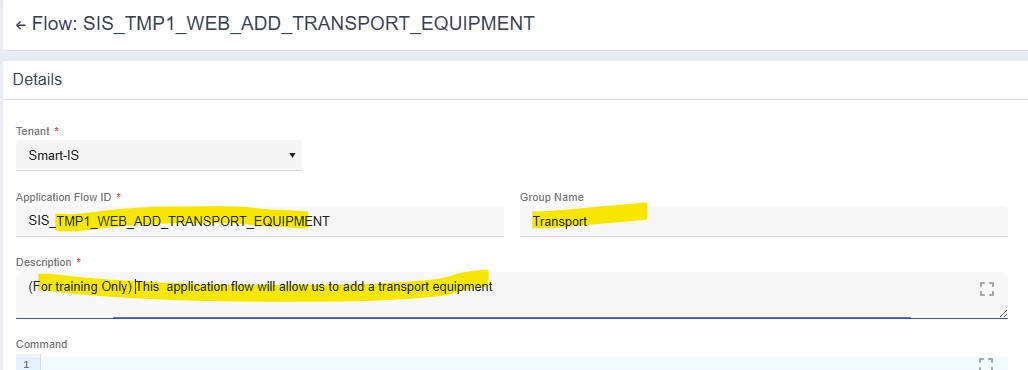 ← Flow: SIS_TMP1_WEB_ADD_TRANSPORT_EQUIPMENT
Details
Tenant *
Smart-IS
Application Flow ID *
Group Name
SIS_TMP1_WEB_ADD_TRANSPORT_EQUIPMENT
Transport
Description *
(For training Only) This  application flow will allow us to add a transport equipment
Command
1